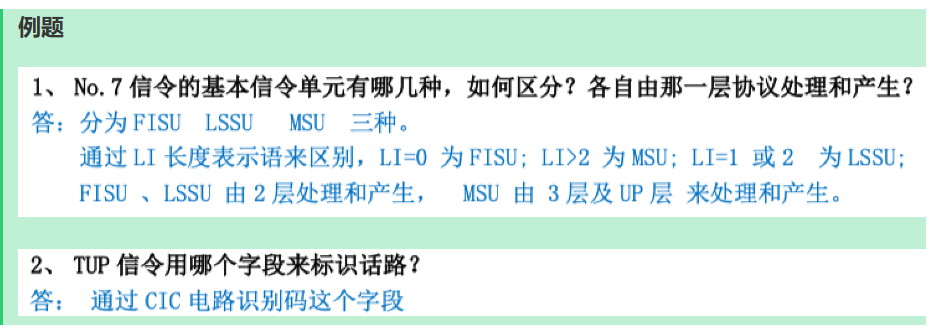 例题
1、 No.7 信令的基本信令单元有哪几种，如何区分？各自由那一层协议处理和产生？
答：分为 FISU LSSU MSU 三种。
通过 LI 长度表示语来区别，LI=0 为 FISU; LI>2 为 MSU; LI=1 或 2 为 LSSU;
FISU 、LSSU 由 2 层处理和产生， MSU 由 3 层及 UP 层 来处理和产生。
2、 TUP 信令用哪个字段来标识话路？
答： 通过 CIC 电路识别码这个字段